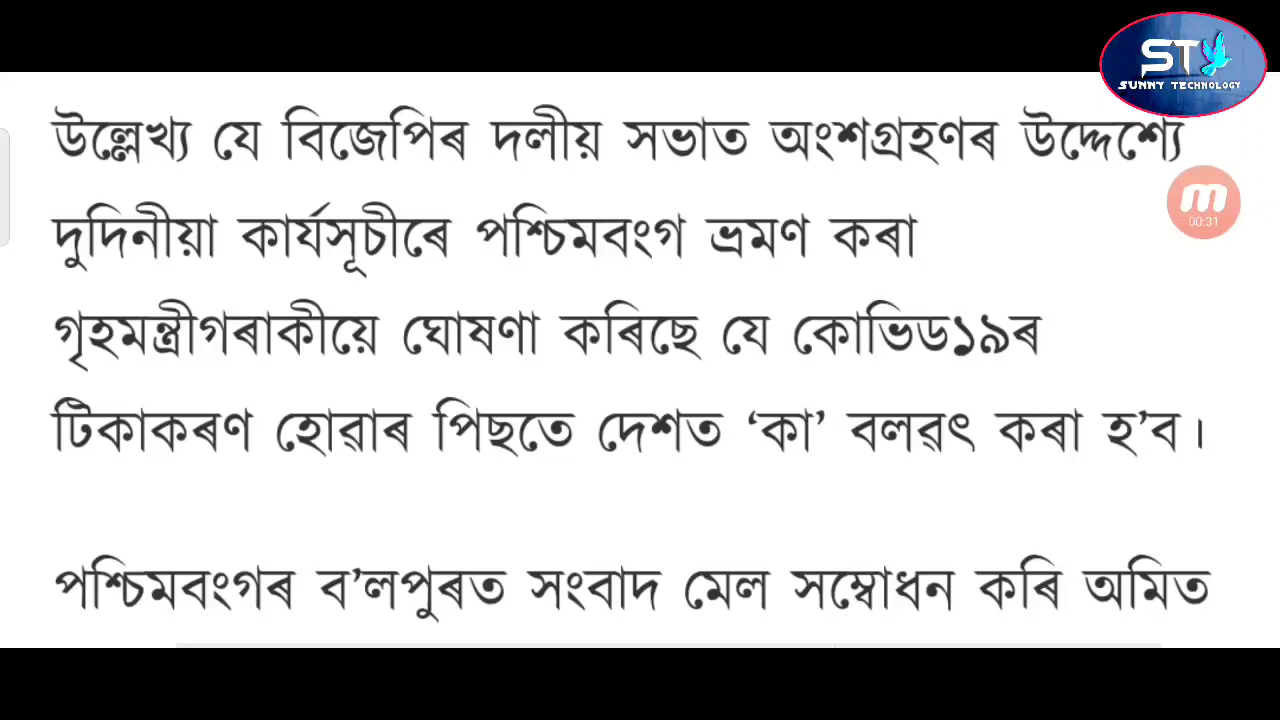 ST
SUNNY TECHNOLOGY
উল্লেখ্য যে বিজেপিৰ দলীয় সভাত অংশগ্ৰহণৰ উদ্দেশ্যে
00:31
দুদিনীয়া কাৰ্যসূচীৰে পশ্চিমবংগ ভ্ৰমণ কৰা
গৃহমন্ত্ৰীগৰাকীয়ে ঘোষণা কৰিছে যে কোভিড১৯ৰ
টিকাকৰণ হোৱাৰ পিছতে দেশত ‘কা’ বলৱৎ কৰা হ’ব।
পশ্চিমবংগৰ ব’লপুৰত সংবাদ মেল সম্বোধন কৰি অমিত